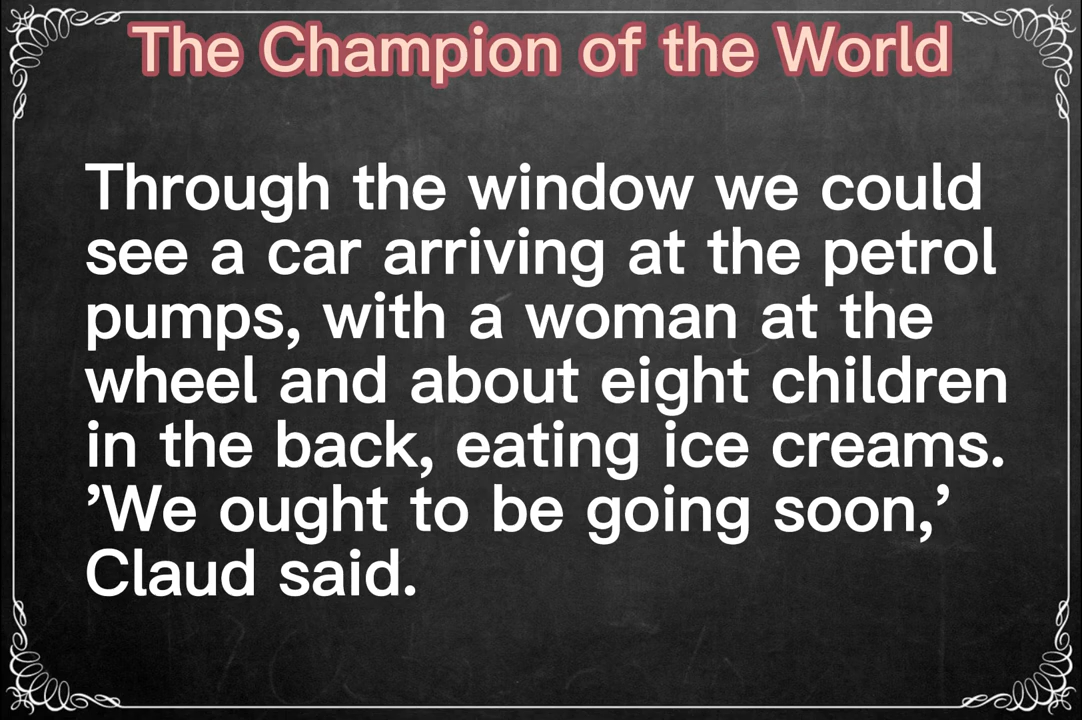 The Champion of the World
Through the window we could
see a car arriving at the petrol
pumps, with a woman at the
wheel and about eight children
in the back, eating ice creams.
’We ought to be going soon,’
Claud said.